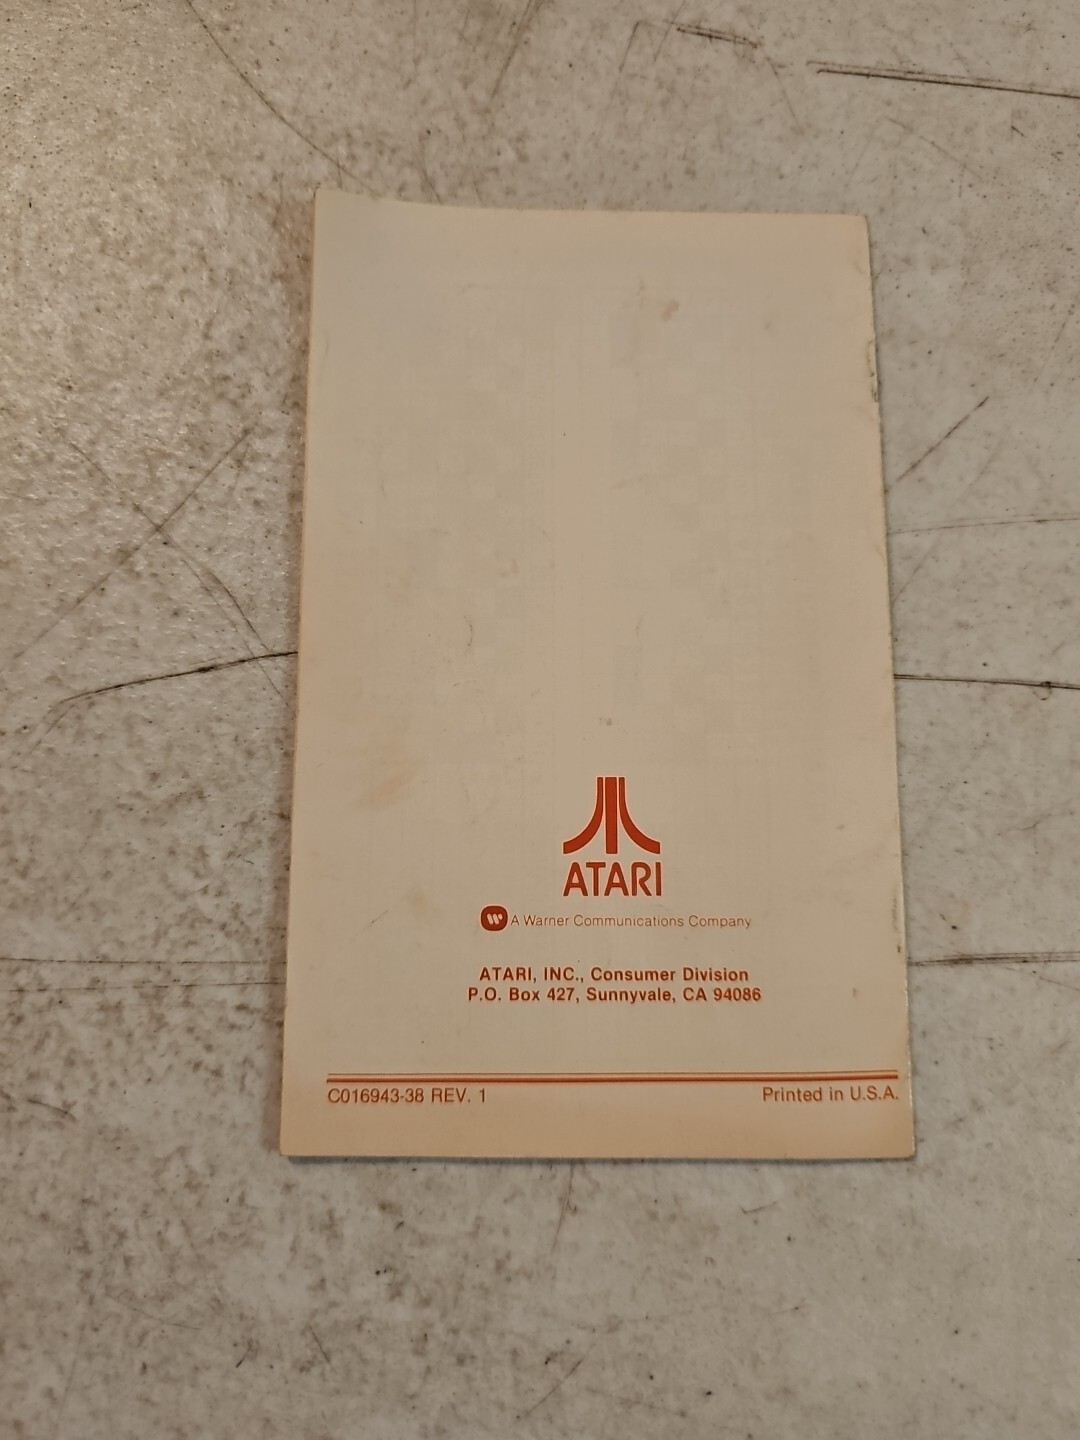 ATARI
W A Warner Communications Company
ATARI, INC., Consumer Division
P.O. Box 427, Sunnyvale, CA 94086
C016943-38 REV. 1
Printed in U.S.A.